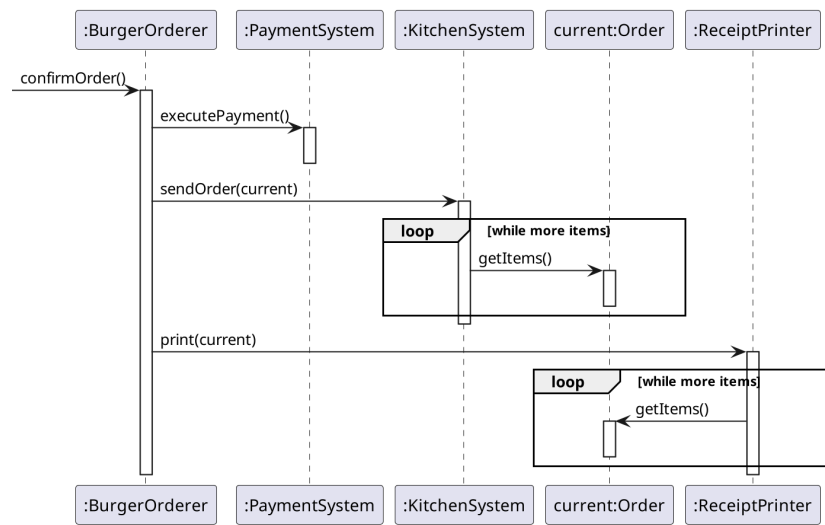 :BurgerOrderer :PaymentSystem :KitchenSystem current:Order :ReceiptPrinter
confirmOrder()
executePayment()
sendOrder(current)
loop [while more items]
getItems()
print(current)
loop [while more items]
getItems()
:BurgerOrderer :PaymentSystem :KitchenSystem current:Order :ReceiptPrinter